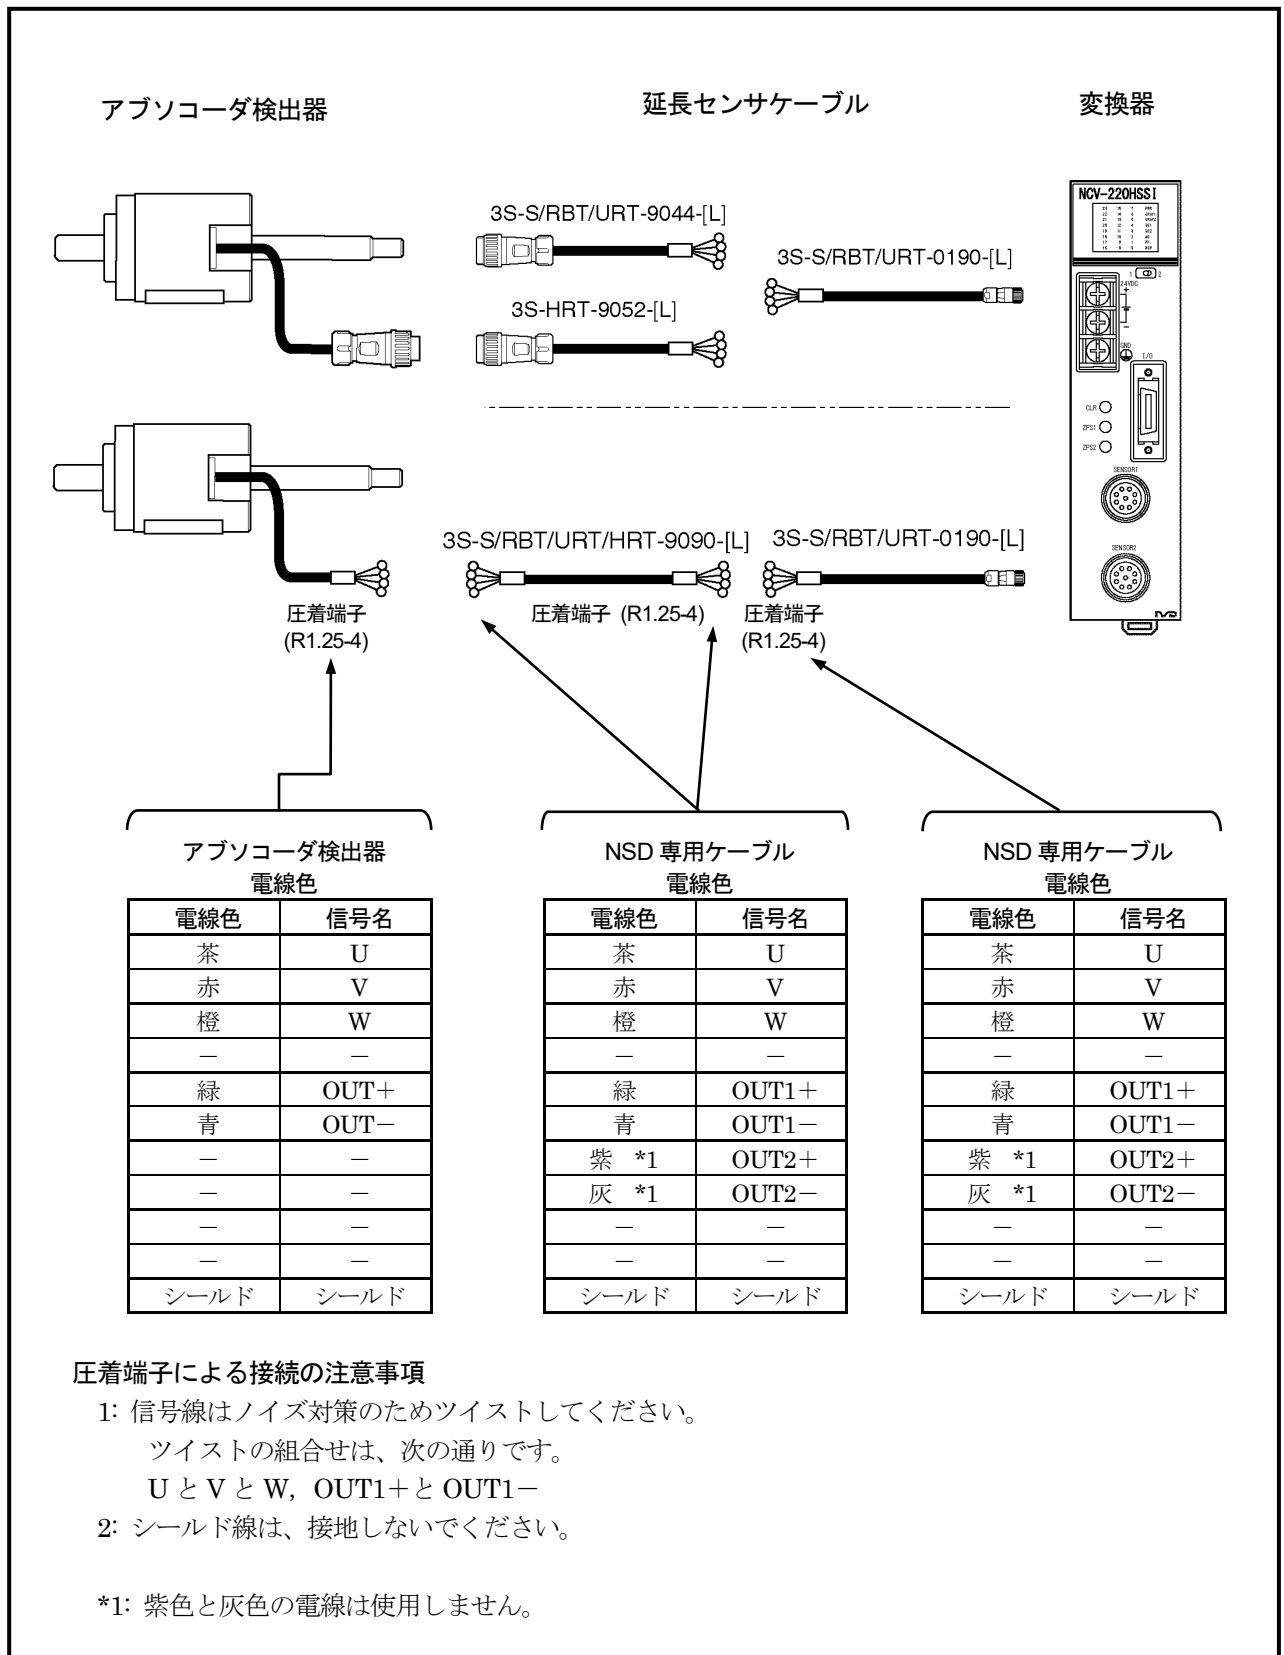 アブソコーダ検出器 延長センサケーブル 変換器
3S-S/RBT/URT-9044-[L]
3S-S/RBT/URT-0190-[L]
3S-HRT-9052-[L]
NCV-220HSSI
1 2
24VDC
+
−
GND
I/O
CLR
ZPS1
ZPS2
SENSOR1
SENSOR2
3S-S/RBT/URT/HRT-9090-[L] 3S-S/RBT/URT-0190-[L]
圧着端子
(R1.25-4)
圧着端子 (R1.25-4)
圧着端子
(R1.25-4)
アブソコーダ検出器
電線色
電線色 信号名
茶 U
赤 V
橙 W
− −
緑 OUT+
青 OUT−
− −
− −
− −
− −
シールド シールド
NSD 専用ケーブル
電線色
電線色 信号名
茶 U
赤 V
橙 W
− −
緑 OUT1+
青 OUT1−
紫 *1 OUT2+
灰 *1 OUT2−
− −
− −
シールド シールド
NSD 専用ケーブル
電線色
電線色 信号名
茶 U
赤 V
橙 W
− −
緑 OUT1+
青 OUT1−
紫 *1 OUT2+
灰 *1 OUT2−
− −
− −
シールド シールド
圧着端子による接続の注意事項
1: 信号線はノイズ対策のためツイストしてください。
ツイストの組合せは、次の通りです。
U と V と W, OUT1+と OUT1−
2: シールド線は、接地しないでください。
*1: 紫色と灰色の電線は使用しません。